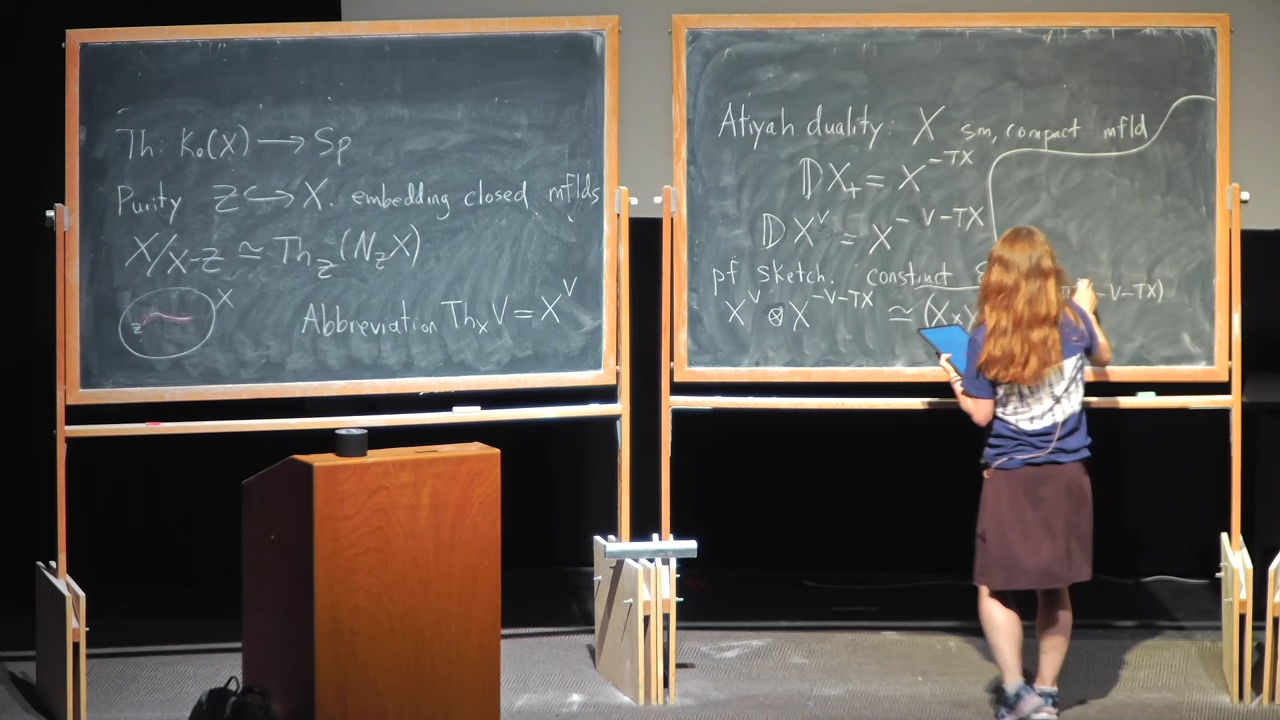 Th: K₀(X) ⟶ Sp
Purity Z ↪ X. embedding closed mflds
X/X-Z ≃ Th_Z(N_Z X)
X
Z
Abbreviation Th_X V = X^V
Atiyah duality: X sm, compact mfld
𝔻X₊ = X^{-TX}
𝔻X^V = X^{-V-TX}
pf sketch. construct
X^V ⊗ X^{-V-TX} ≃ (X×X -V-TX)